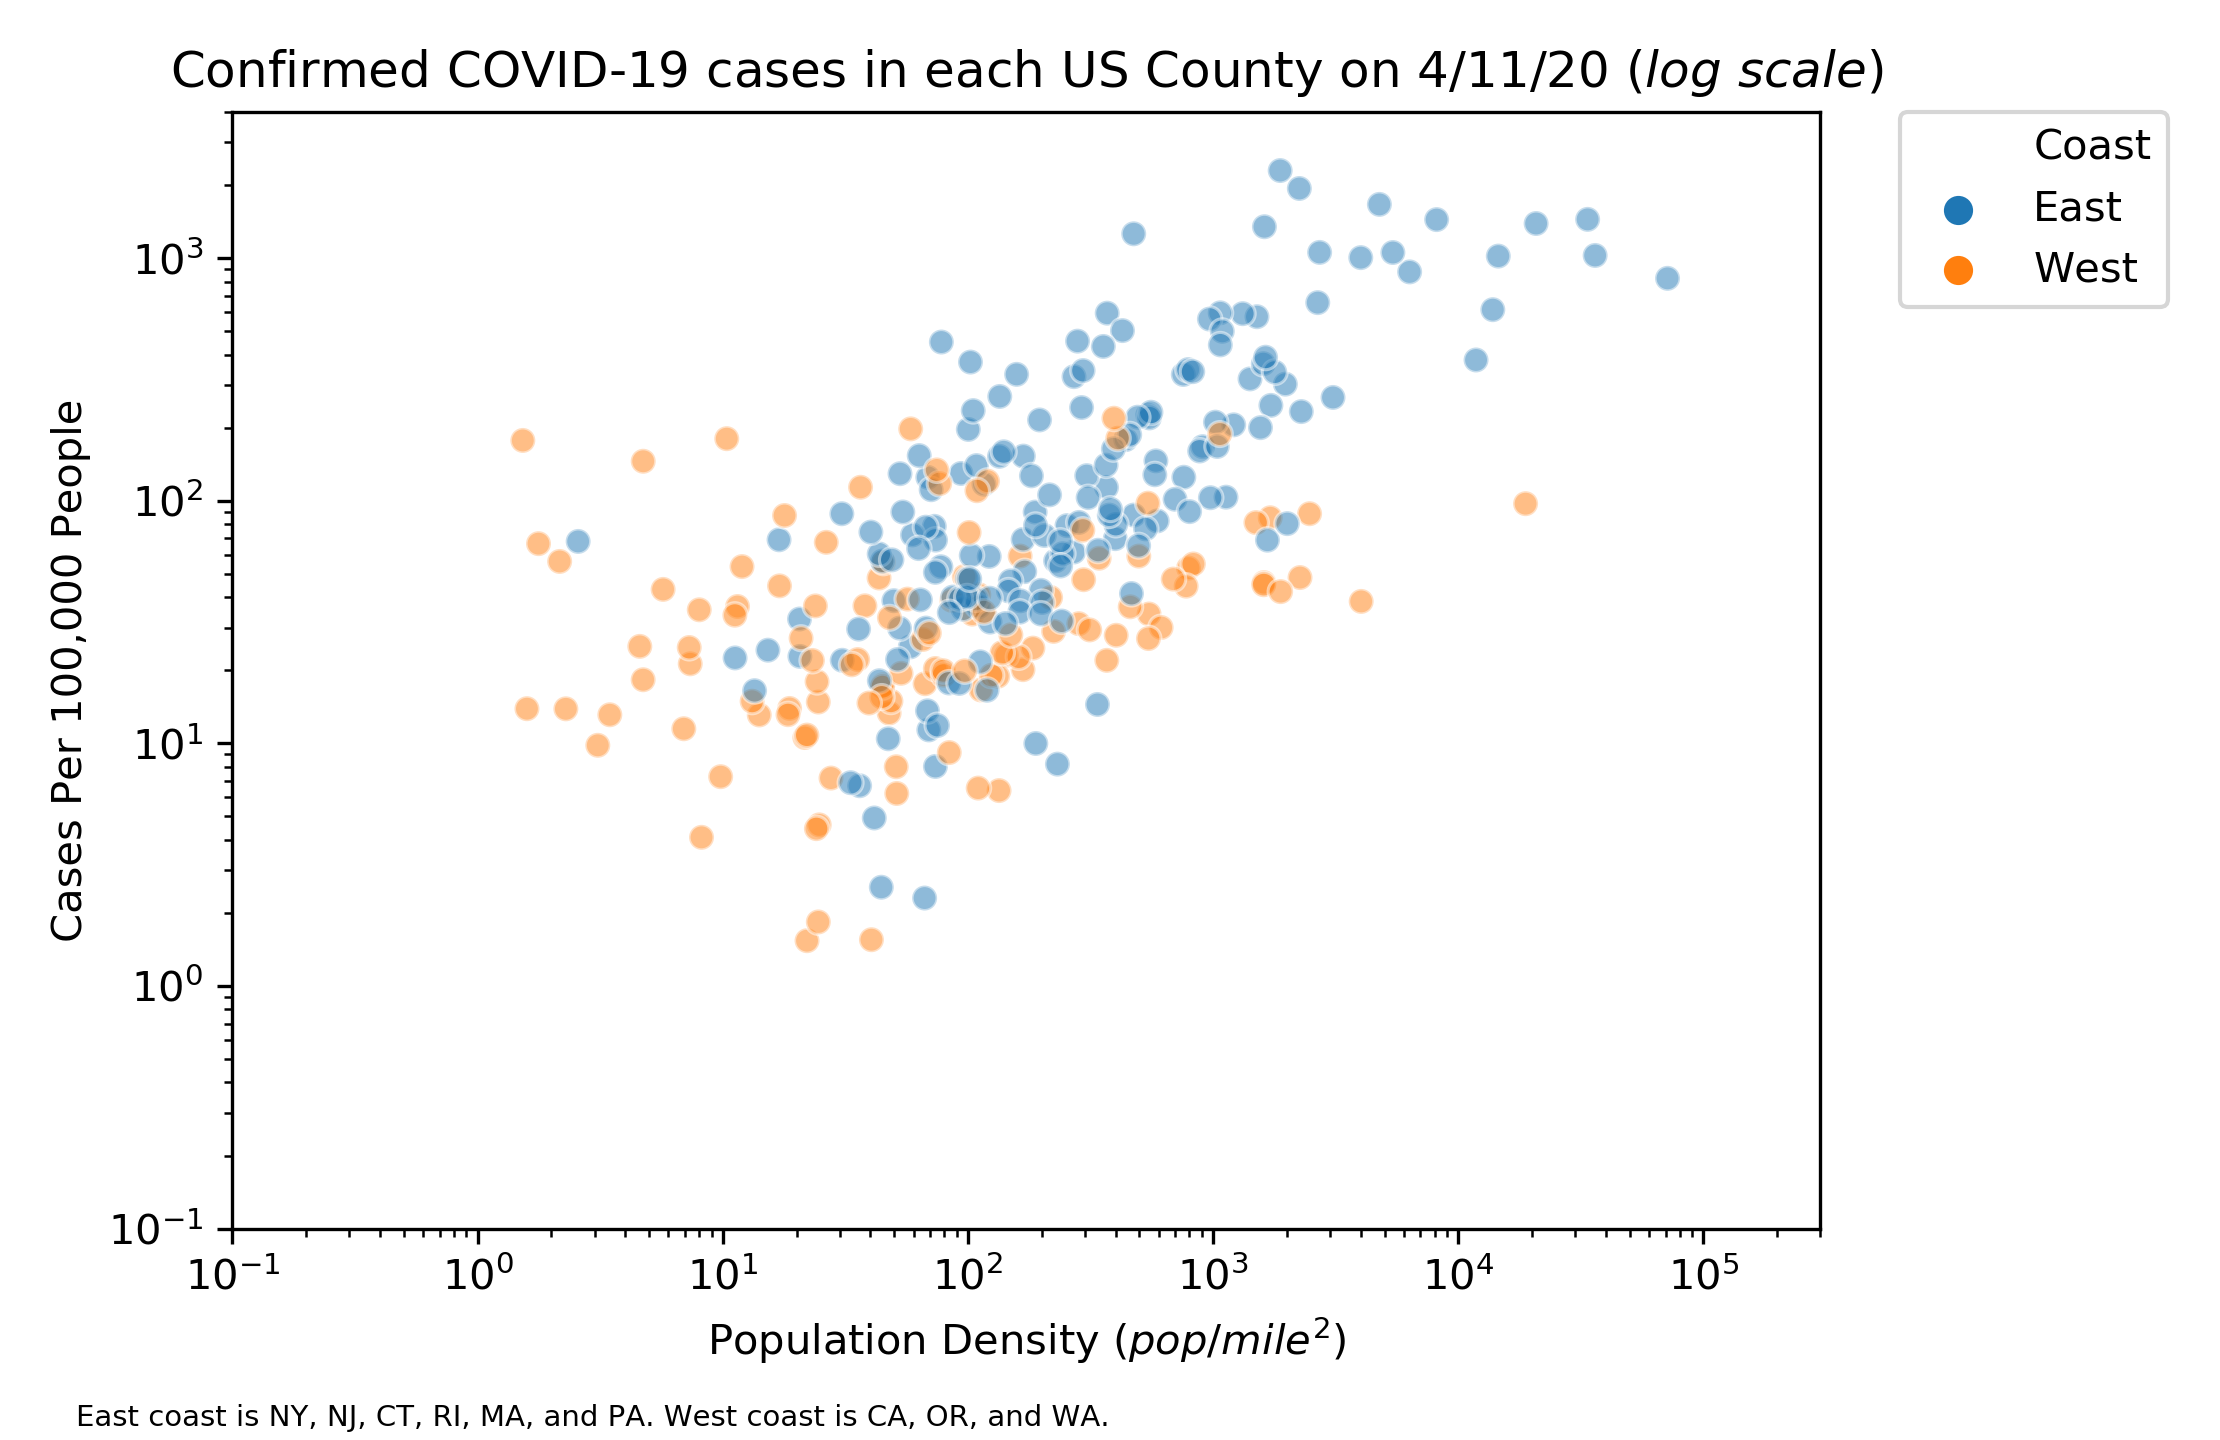 Confirmed COVID-19 cases in each US County on 4/11/20 (log scale)
Coast
East
West
Cases Per 100,000 People
10³
10²
10¹
10⁰
10⁻¹
10⁻¹ 10⁰ 10¹ 10² 10³ 10⁴ 10⁵
Population Density (pop/mile²)
East coast is NY, NJ, CT, RI, MA, and PA. West coast is CA, OR, and WA.